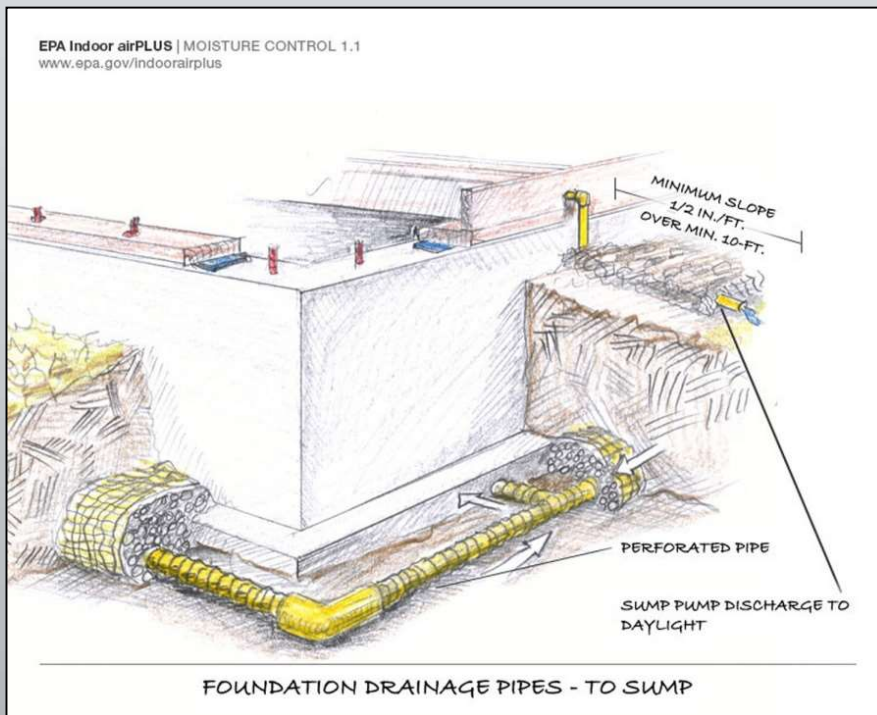 EPA Indoor airPLUS | MOISTURE CONTROL 1.1
www.epa.gov/indoorairplus
MINIMUM SLOPE
1/2 IN./FT.
OVER MIN. 10-FT.
PERFORATED PIPE
SUMP PUMP DISCHARGE TO
DAYLIGHT
FOUNDATION DRAINAGE PIPES - TO SUMP